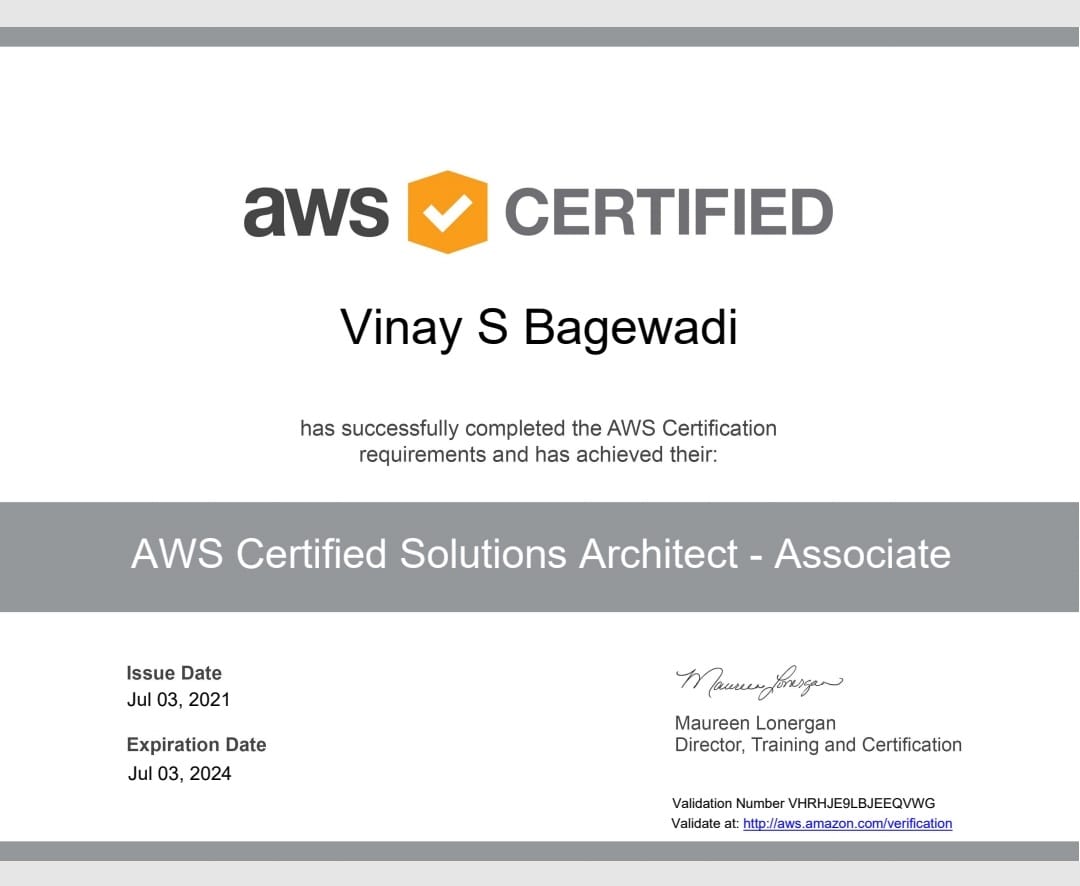 aws CERTIFIED
Vinay S Bagewadi
has successfully completed the AWS Certification
requirements and has achieved their:
AWS Certified Solutions Architect - Associate
Issue Date
Jul 03, 2021
Expiration Date
Jul 03, 2024
Maureen Lonergan
Maureen Lonergan
Director, Training and Certification
Validation Number VHRHJE9LBJEEQVWG
Validate at: http://aws.amazon.com/verification